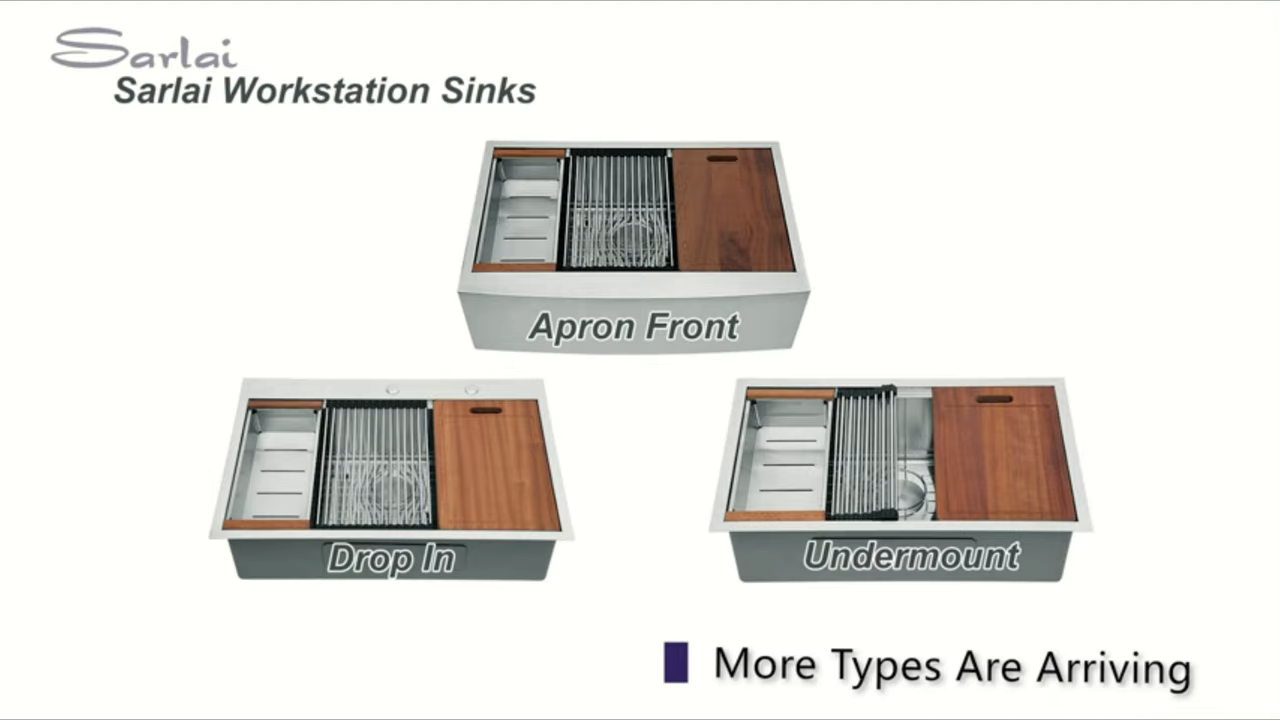 Sarlai
Sarlai Workstation Sinks
Apron Front
Drop In
Undermount
More Types Are Arriving